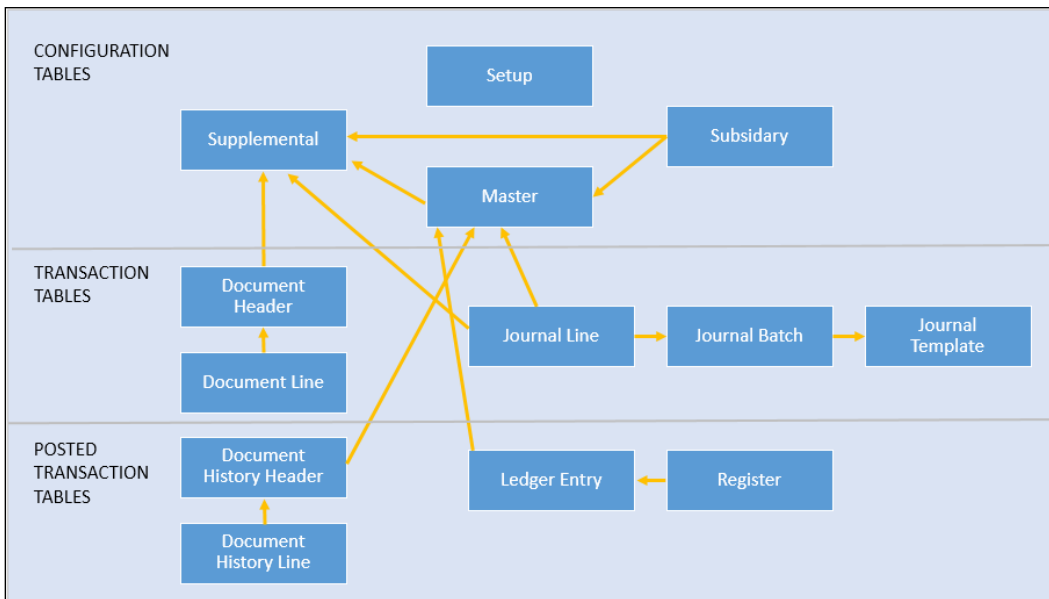 CONFIGURATION
TABLES
Setup
Supplemental
Subsidary
Master
TRANSACTION
TABLES
Document
Header
Journal Line
Journal Batch
Journal
Template
Document Line
POSTED
TRANSACTION
TABLES
Document
History Header
Ledger Entry
Register
Document
History Line